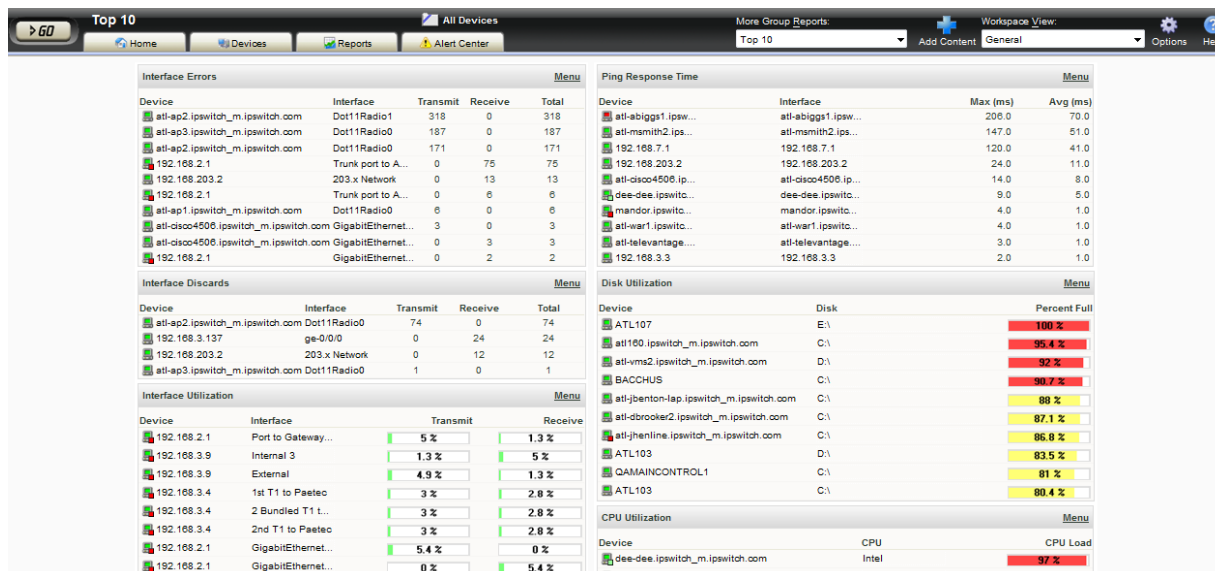 GO
Top 10
All Devices
More Group Reports:
Workspace View:
Home Devices Reports Alert Center
Top 10
Add Content
General
Options
Interface Errors Menu
Device Interface Transmit Receive Total
atl-ap2.ipswitch_m.ipswitch.com Dot11Radio1 318 0 318
atl-ap3.ipswitch_m.ipswitch.com Dot11Radio0 187 0 187
atl-ap2.ipswitch_m.ipswitch.com Dot11Radio0 171 0 171
192.168.2.1 Trunk port to A... 0 75 75
192.168.203.2 203.x Network 0 13 13
192.168.2.1 Trunk port to A... 0 6 6
atl-ap1.ipswitch_m.ipswitch.com Dot11Radio0 6 0 6
atl-cisco4506.ipswitch_m.ipswitch.com GigabitEthernet... 3 0 3
atl-cisco4506.ipswitch_m.ipswitch.com GigabitEthernet... 0 3 3
192.168.2.1 GigabitEthernet... 0 2 2
Interface Discards Menu
Device Interface Transmit Receive Total
atl-ap2.ipswitch_m.ipswitch.com Dot11Radio0 74 0 74
192.168.3.137 ge-0/0/0 0 24 24
192.168.203.2 203.x Network 0 12 12
atl-ap3.ipswitch_m.ipswitch.com Dot11Radio0 1 0 1
Interface Utilization Menu
Device Interface Transmit Receive
192.168.2.1 Port to Gateway... 5 % 1.3 %
192.168.3.9 Internal 3 1.3 % 5 %
192.168.3.9 External 4.9 % 1.3 %
192.168.3.4 1st T1 to Paetec 3 % 2.8 %
192.168.3.4 2 Bundled T1 t... 3 % 2.8 %
192.168.3.4 2nd T1 to Paetec 3 % 2.8 %
192.168.2.1 GigabitEthernet... 5.4 % 0 %
192.168.2.1 GigabitEthernet... 0 % 5.4 %
Ping Response Time Menu
Device Interface Max (ms) Avg (ms)
atl-abiggs1.ipsw... atl-abiggs1.ipsw... 206.0 70.0
atl-msmith2.ips... atl-msmith2.ips... 147.0 51.0
192.168.7.1 192.168.7.1 120.0 41.0
192.168.203.2 192.168.203.2 24.0 11.0
atl-cisco4506.ip... atl-cisco4506.ip... 14.0 8.0
dee-dee.ipswitc... dee-dee.ipswitc... 9.0 5.0
mandor.ipswitc... mandor.ipswitc... 4.0 1.0
atl-war1.ipswitc... atl-war1.ipswitc... 4.0 1.0
atl-televantage.... atl-televantage.... 3.0 1.0
192.168.3.3 192.168.3.3 2.0 1.0
Disk Utilization Menu
Device Disk Percent Full
ATL107 E:\ 100 %
atl160.ipswitch_m.ipswitch.com C:\ 95.4 %
atl-vms2.ipswitch_m.ipswitch.com D:\ 92 %
BACCHUS C:\ 90.7 %
atl-jbenton-lap.ipswitch_m.ipswitch.com C:\ 88 %
atl-dbrooker2.ipswitch_m.ipswitch.com C:\ 87.1 %
atl-jhenline.ipswitch_m.ipswitch.com C:\ 86.8 %
ATL103 D:\ 83.5 %
QAMAINCONTROL1 C:\ 81 %
ATL103 C:\ 80.4 %
CPU Utilization Menu
Device CPU CPU Load
dee-dee.ipswitch_m.ipswitch.com Intel 97 %